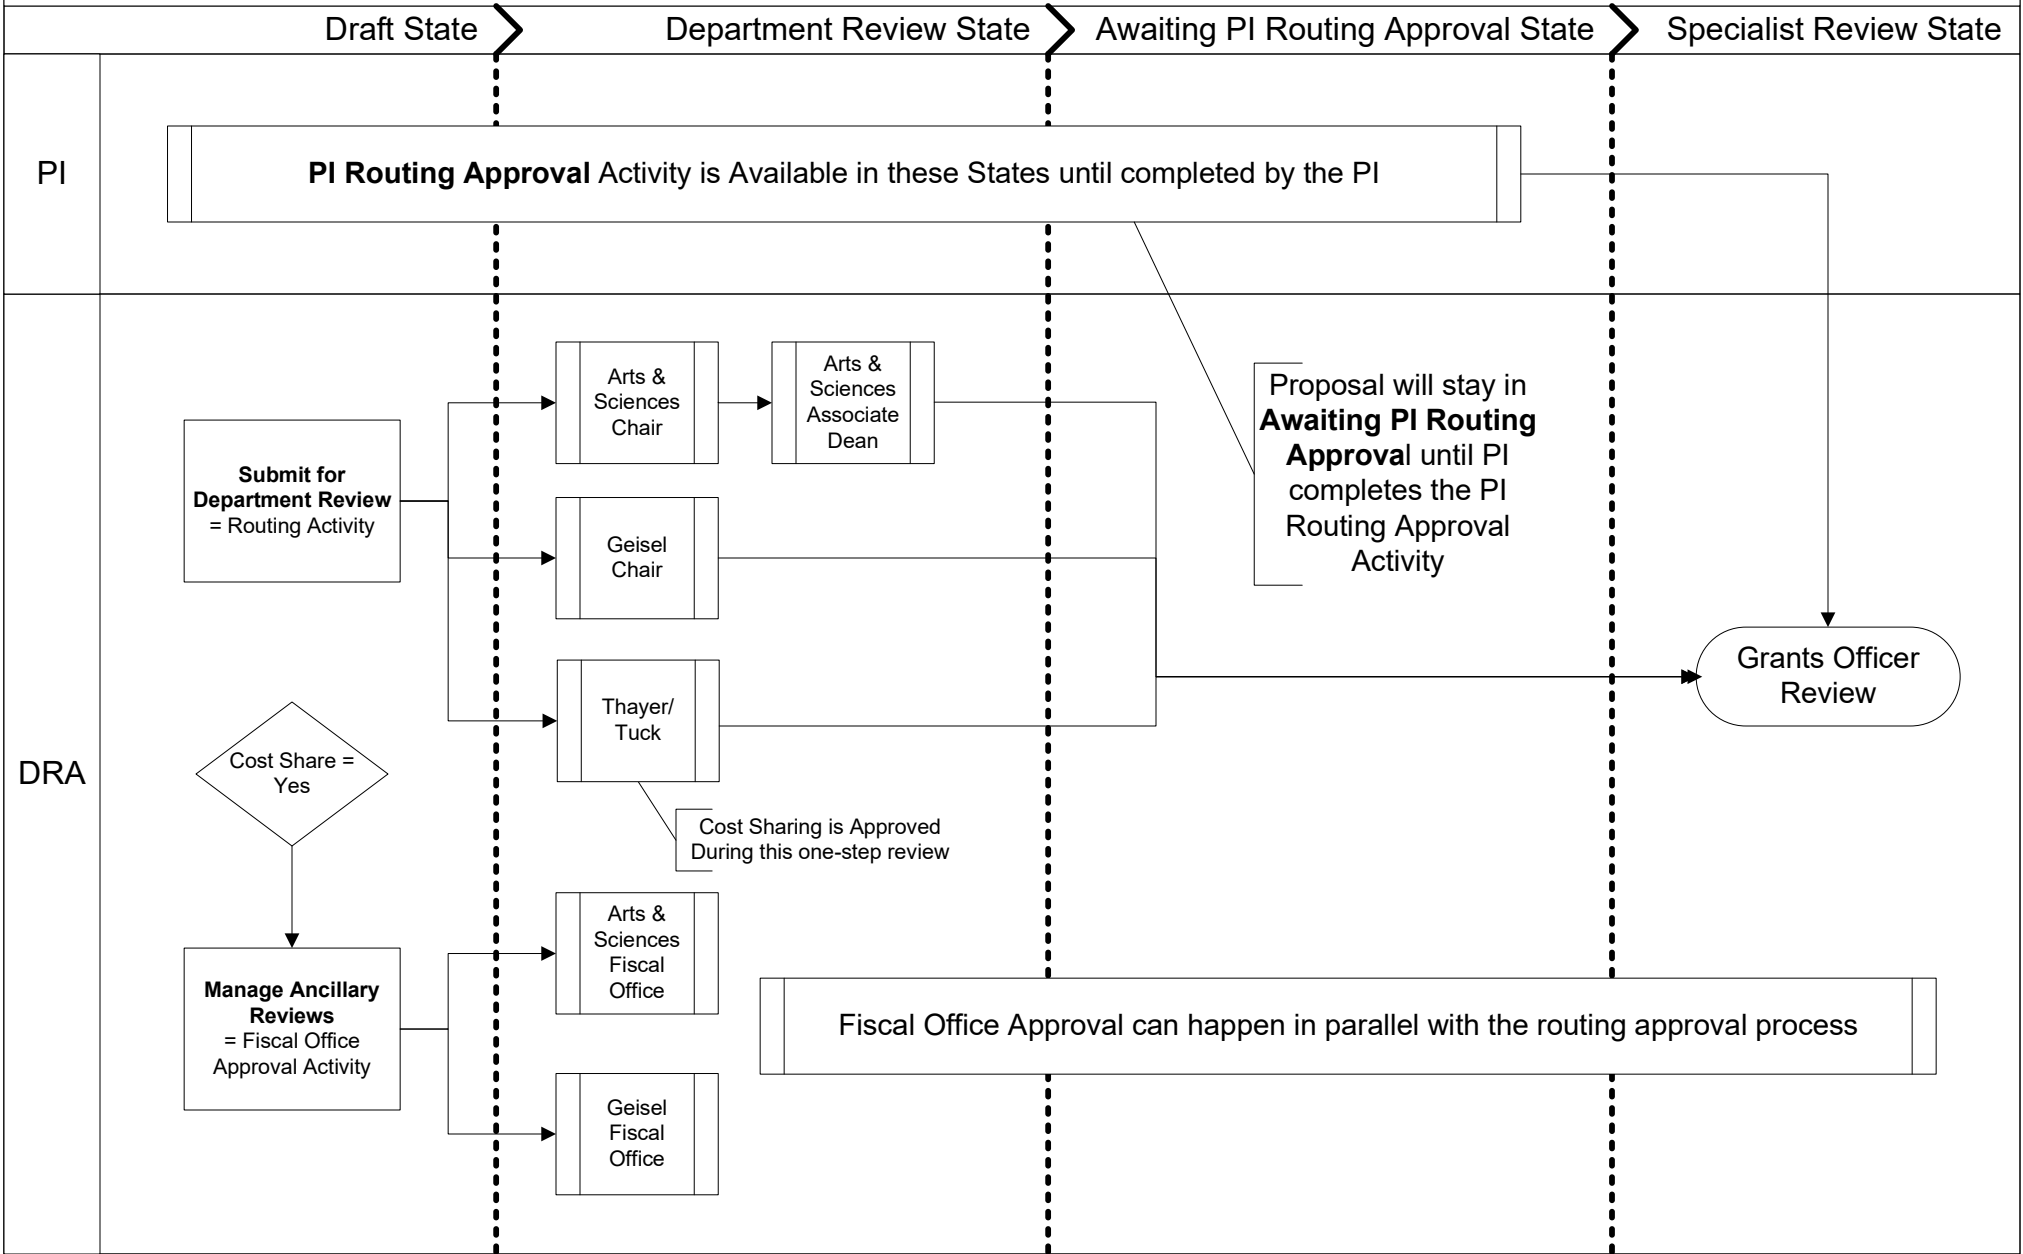 Draft State
Department Review State
Awaiting PI Routing Approval State
Specialist Review State
PI
PI Routing Approval Activity is Available in these States until completed by the PI
DRA
Submit for
Department Review
= Routing Activity
Arts &
Sciences
Chair
Arts &
Sciences
Associate
Dean
Geisel
Chair
Thayer/
Tuck
Cost Sharing is Approved
During this one-step review
Proposal will stay in
Awaiting PI Routing
Approval until PI
completes the PI
Routing Approval
Activity
Grants Officer
Review
Cost Share =
Yes
Manage Ancillary
Reviews
= Fiscal Office
Approval Activity
Arts &
Sciences
Fiscal
Office
Geisel
Fiscal
Office
Fiscal Office Approval can happen in parallel with the routing approval process